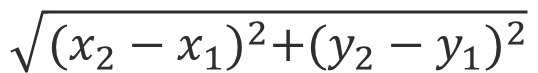 √(x₂ − x₁)²+(y₂ − y₁)²